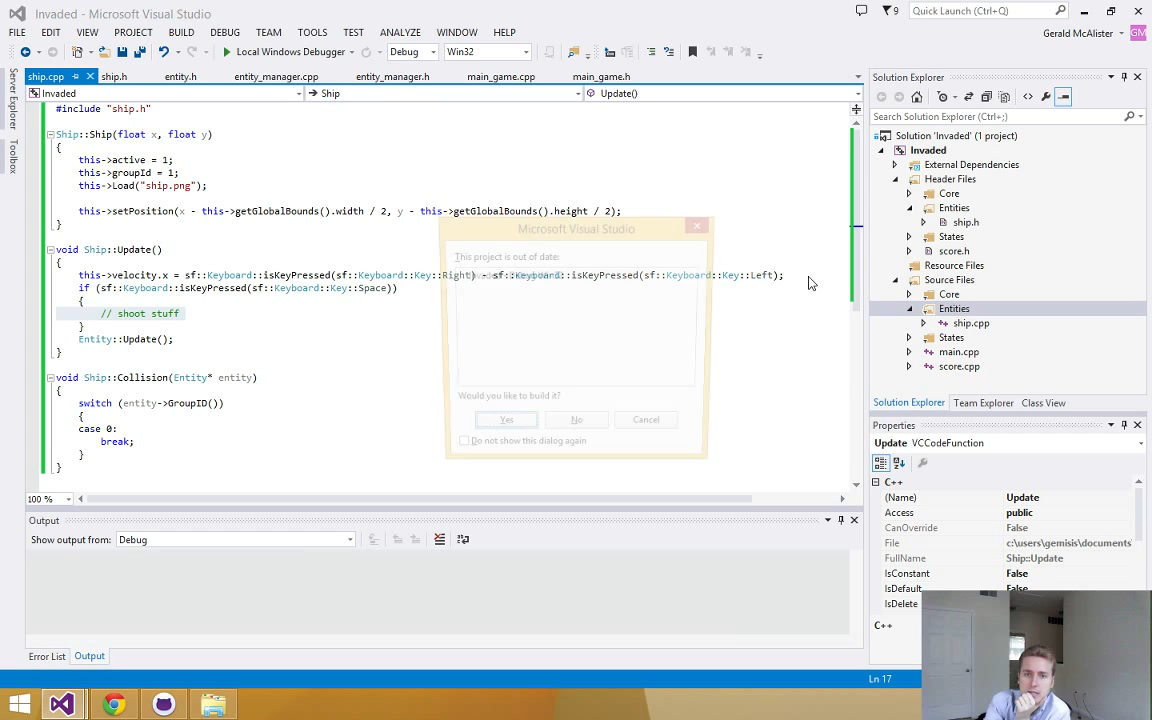 Invaded - Microsoft Visual Studio
9
Quick Launch (Ctrl+Q)
FILE EDIT VIEW PROJECT BUILD DEBUG TEAM TOOLS TEST ANALYZE WINDOW HELP
Gerald McAlister
GM
Local Windows Debugger
Debug
Win32
Server Explorer
Toolbox
ship.cpp ship.h entity.h entity_manager.cpp entity_manager.h main_game.cpp main_game.h
Invaded
Ship
Update()
#include "ship.h"
Ship::Ship(float x, float y)
{
this->active = 1;
this->groupId = 1;
this->Load("ship.png");
this->setPosition(x - this->getGlobalBounds().width / 2, y - this->getGlobalBounds().height / 2);
}
void Ship::Update()
{
this->velocity.x = sf::Keyboard::isKeyPressed(sf::Keyboard::Key::Right) - sf::Keyboard::isKeyPressed(sf::Keyboard::Key::Left);
if (sf::Keyboard::isKeyPressed(sf::Keyboard::Key::Space))
{
// shoot stuff
}
Entity::Update();
}
void Ship::Collision(Entity* entity)
{
switch (entity->GroupID())
{
case 0:
break;
}
}
100 %
Microsoft Visual Studio
This project is out of date:
Would you like to build it?
Yes
No
Cancel
Do not show this dialog again
Output
Show output from: Debug
Error List
Output
Ln 17
Solution Explorer
Search Solution Explorer (Ctrl+;)
Solution 'Invaded' (1 project)
Invaded
External Dependencies
Header Files
Core
Entities
ship.h
States
score.h
Resource Files
Source Files
Core
Entities
ship.cpp
States
main.cpp
score.cpp
Solution Explorer Team Explorer Class View
Properties
Update VCCodeFunction
C++
(Name) Update
Access public
CanOverride False
File c:\users\gemisis\documents
FullName Ship::Update
IsConstant False
IsDefault False
IsDelete
C++